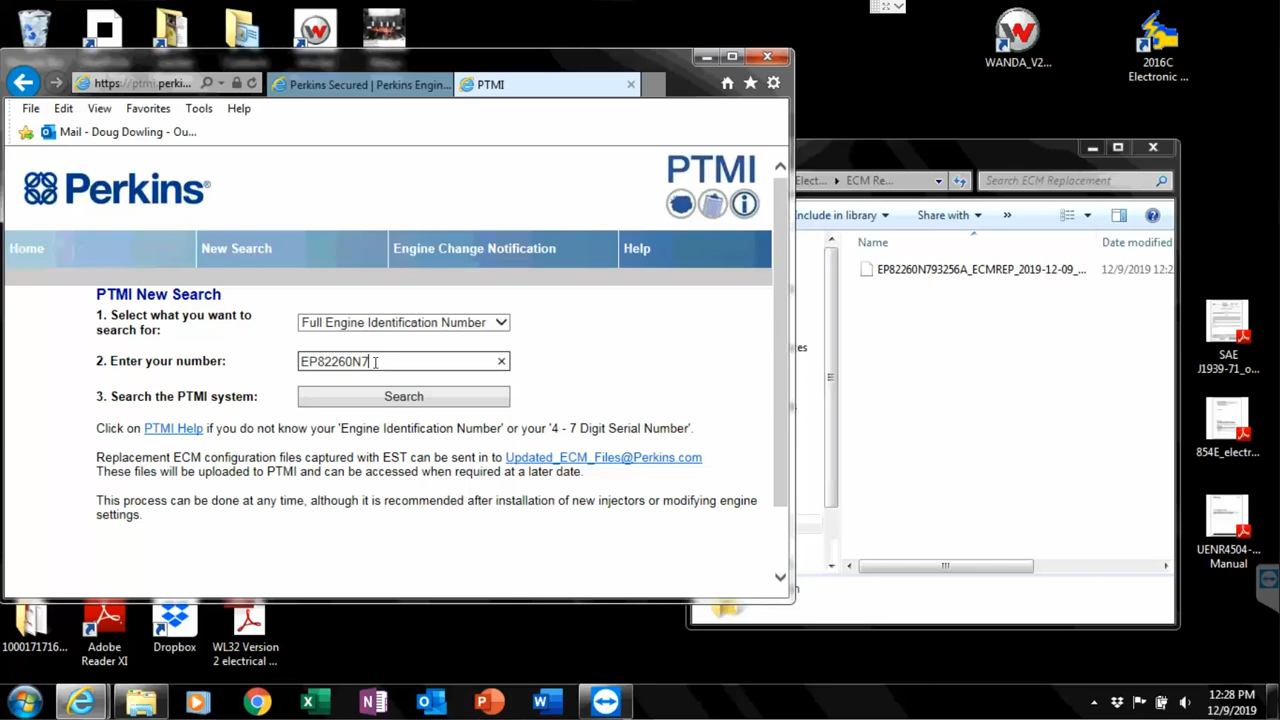 WANDA_V2...
2016C
Electronic ...
https://ptmi.perki...
Perkins Secured | Perkins Engin...
PTMI
File Edit View Favorites Tools Help
Mail - Doug Dowling - Ou...
Perkins®
PTMI
Elect... ECM Re...
Search ECM Replacement
Include in library
Share with
»
Home
New Search
Engine Change Notification
Help
Name
Date modified
EP82260N793256A_ECMREP_2019-12-09_...
12/9/2019 12:2
PTMI New Search
1. Select what you want to
search for:
Full Engine Identification Number
2. Enter your number:
EP82260N7
3. Search the PTMI system:
Search
Click on PTMI Help if you do not know your 'Engine Identification Number' or your '4 - 7 Digit Serial Number'.
Replacement ECM configuration files captured with EST can be sent in to Updated_ECM_Files@Perkins.com
These files will be uploaded to PTMI and can be accessed when required at a later date.
This process can be done at any time, although it is recommended after installation of new injectors or modifying engine
settings.
SAE
J1939-71_o...
854E_electr...
UENR4504-...
Manual
1000171716...
Adobe
Reader XI
Dropbox
WL32 Version
2 electrical ...
12:28 PM
12/9/2019